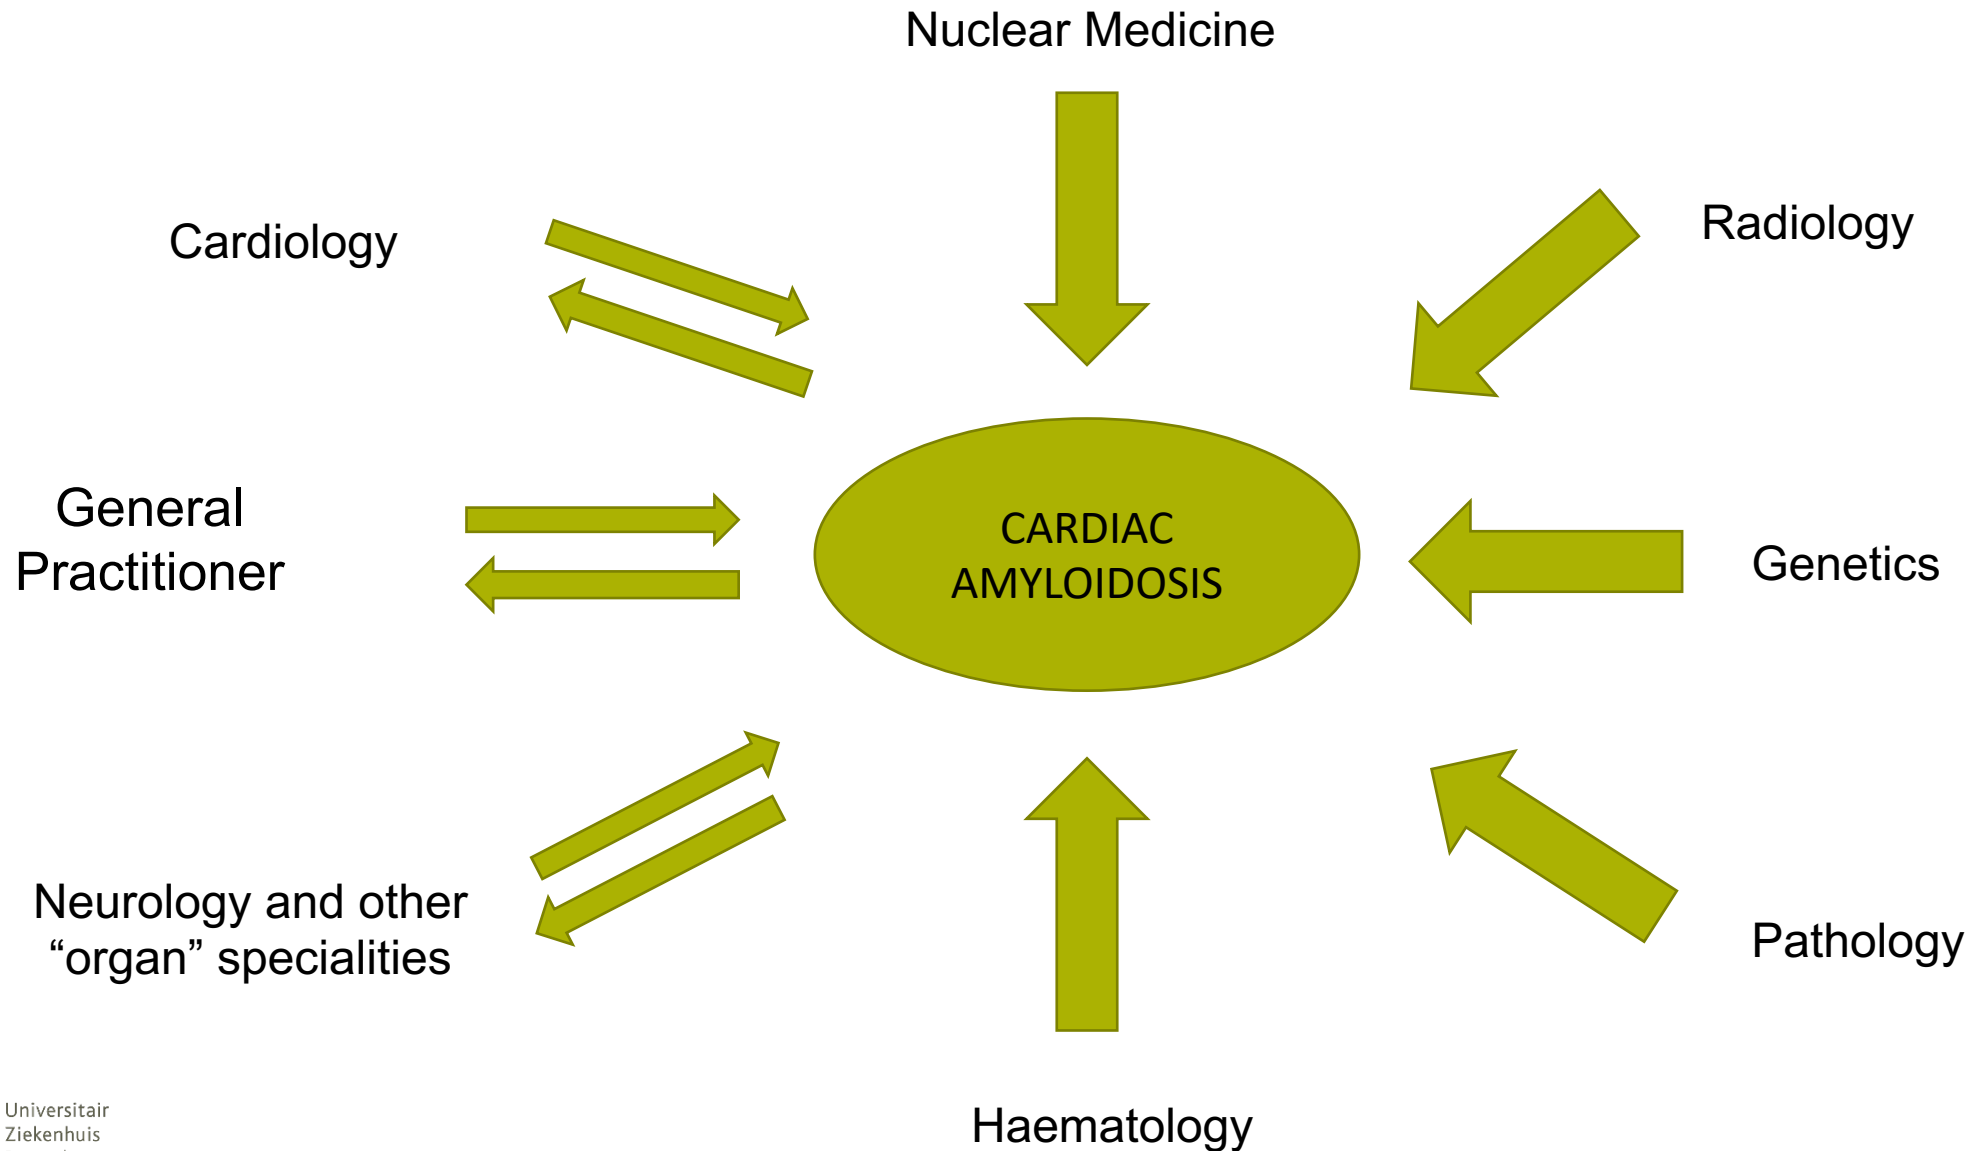 Nuclear Medicine
Cardiology
Radiology
General
Practitioner
CARDIAC
AMYLOIDOSIS
Genetics
Neurology and other
“organ” specialities
Pathology
Haematology
Universitair
Ziekenhuis